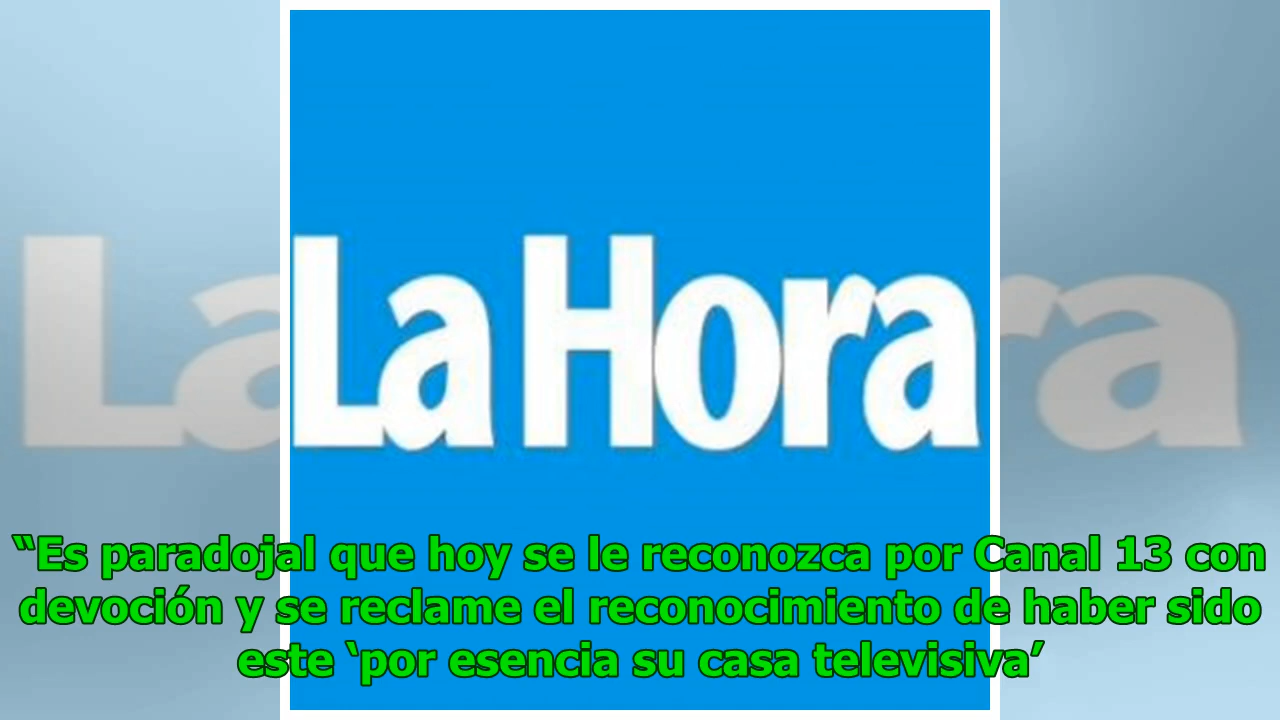 La Hora
“Es paradojal que hoy se le reconozca por Canal 13 con
devoción y se reclame el reconocimiento de haber sido
este ‘por esencia su casa televisiva’